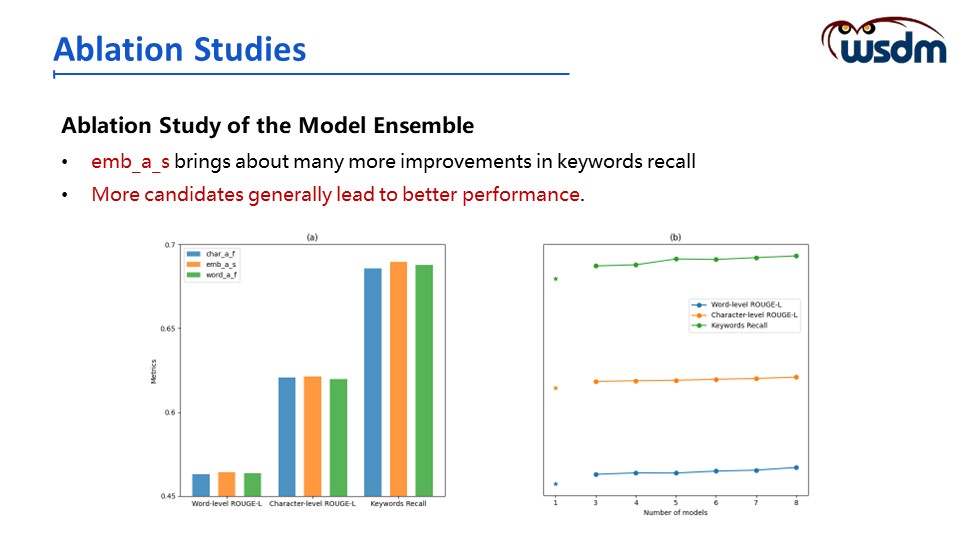 Ablation Studies
wsdm
Ablation Study of the Model Ensemble
• emb_a_s brings about many more improvements in keywords recall
• More candidates generally lead to better performance.
(a)
char_a_f
emb_a_s
word_a_f
0.7
0.65
0.6
0.45
Metrics
Word-level ROUGE-L Character-level ROUGE-L Keywords Recall
(b)
Word-level ROUGE-L
Character-level ROUGE-L
Keywords Recall
1 3 4 5 6 7 8
Number of models